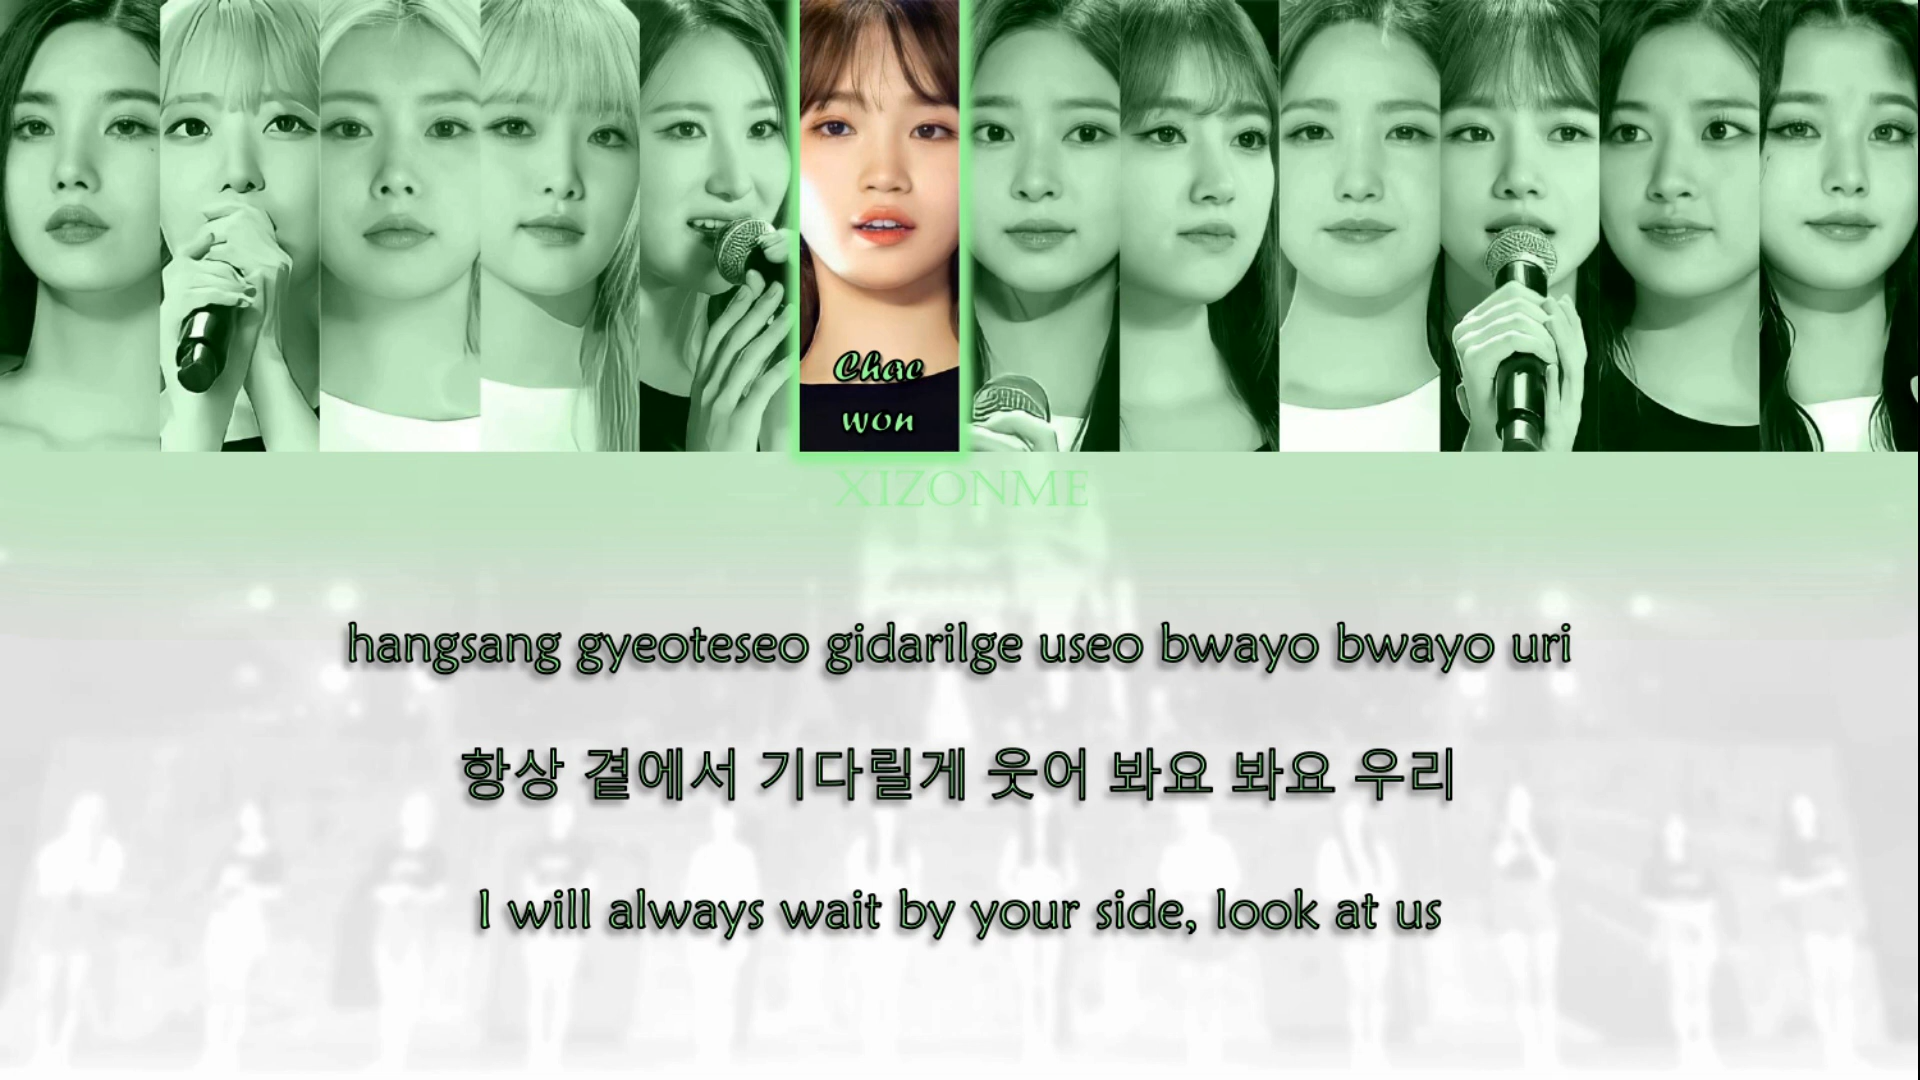 Chae
won
XIZONME
hangsang gyeoteseo gidarilge useo bwayo bwayo uri
항상 곁에서 기다릴게 웃어 봐요 봐요 우리
I will always wait by your side, look at us